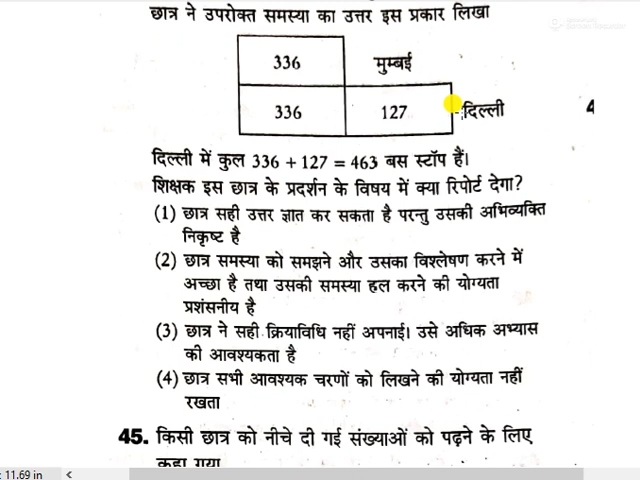 छात्र ने उपरोक्त समस्या का उत्तर इस प्रकार लिखा
336 मुम्बई
336 127 दिल्ली
4
दिल्ली में कुल 336 + 127 = 463 बस स्टॉप हैं।
शिक्षक इस छात्र के प्रदर्शन के विषय में क्या रिपोर्ट देगा?
(1) छात्र सही उत्तर ज्ञात कर सकता है परन्तु उसकी अभिव्यक्ति
निकृष्ट है
(2) छात्र समस्या को समझने और उसका विश्लेषण करने में
अच्छा है तथा उसकी समस्या हल करने की योग्यता
प्रशंसनीय है
(3) छात्र ने सही क्रियाविधि नहीं अपनाई। उसे अधिक अभ्यास
की आवश्यकता है
(4) छात्र सभी आवश्यक चरणों को लिखने की योग्यता नहीं
रखता
45. किसी छात्र को नीचे दी गई संख्याओं को पढ़ने के लिए
कहा गया
11.69 in